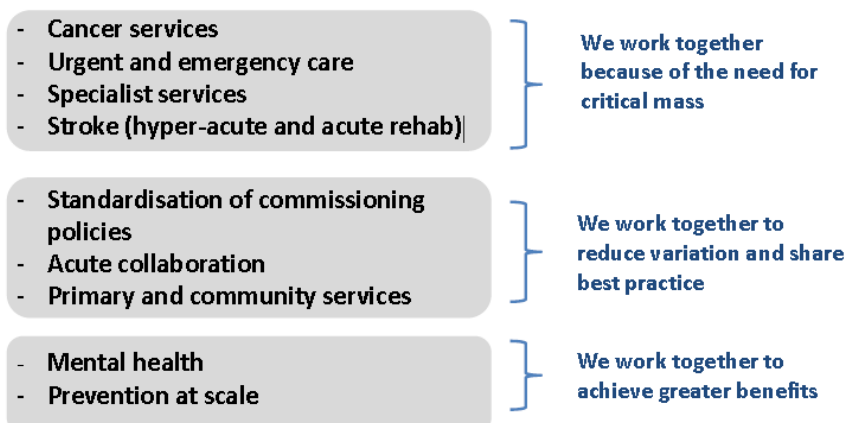 - Cancer services
- Urgent and emergency care
- Specialist services
- Stroke (hyper-acute and acute rehab)
We work together
because of the need for
critical mass
- Standardisation of commissioning
policies
- Acute collaboration
- Primary and community services
We work together to
reduce variation and share
best practice
- Mental health
- Prevention at scale
We work together to
achieve greater benefits